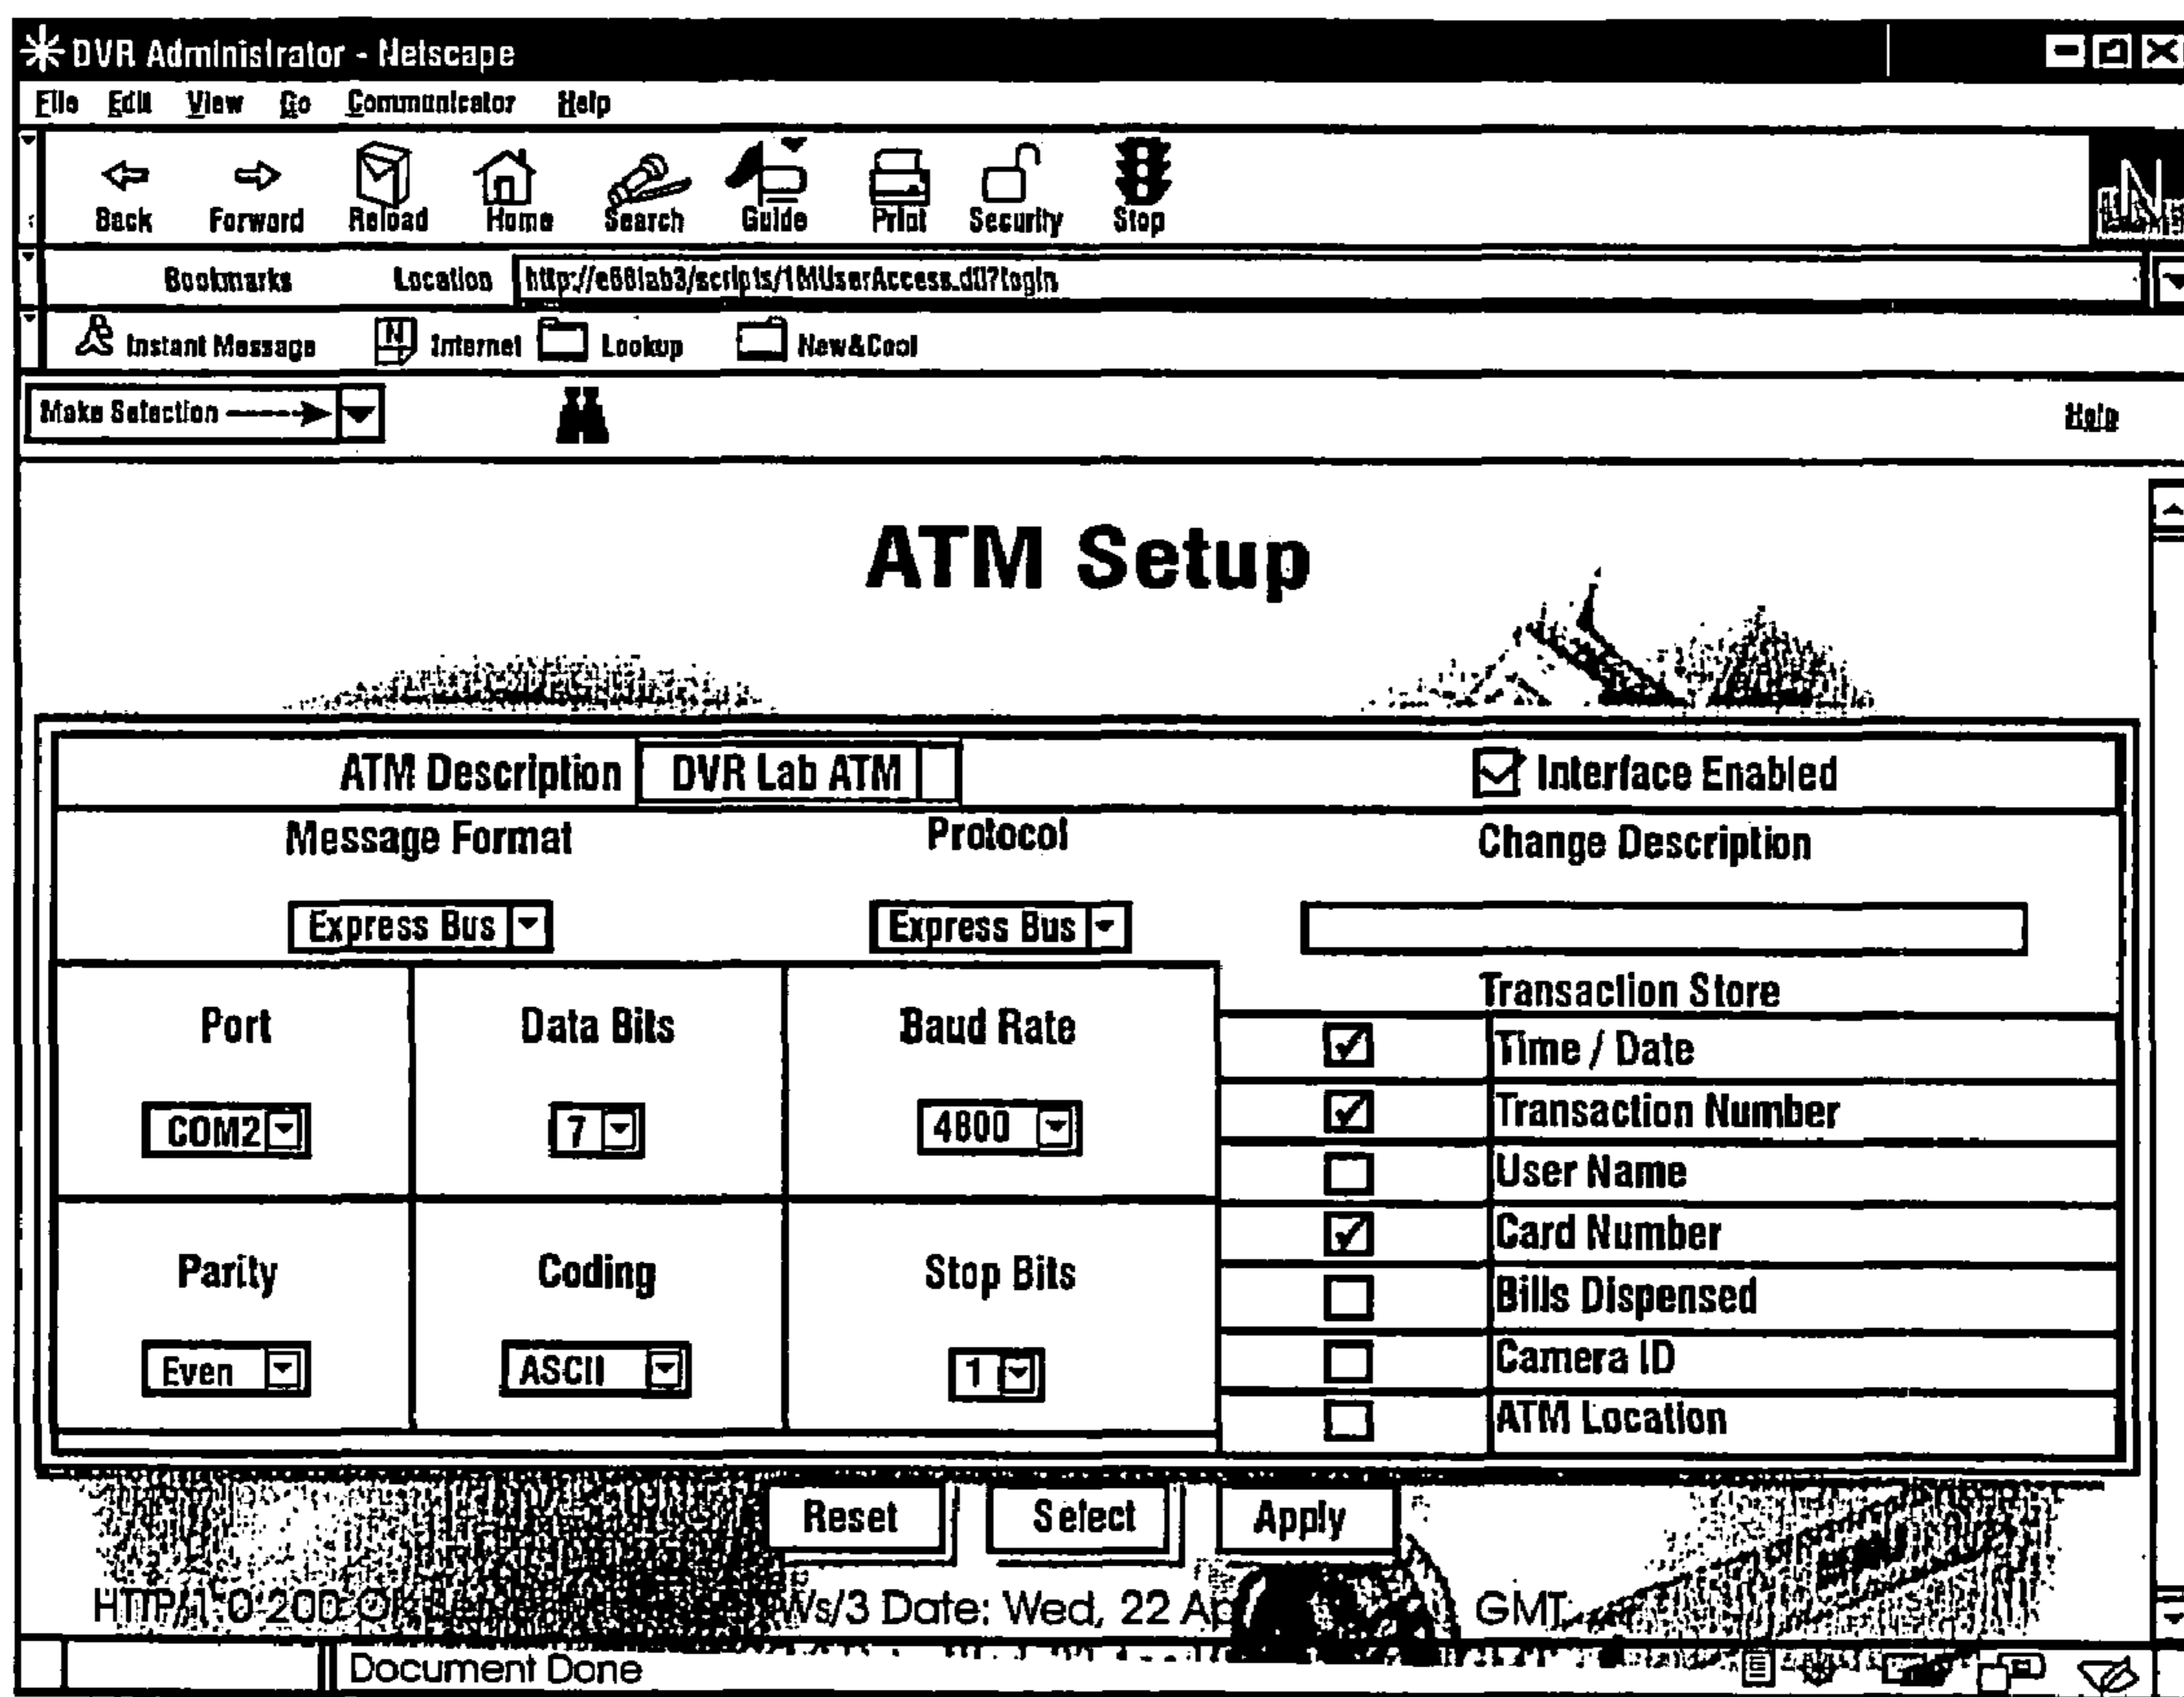 DVR Administrator - Netscape
File Edit View Go Communicator Help
Back Forward Reload Home Search Guide Print Security Stop
N
Bookmarks Location http://e681ab3/scripts/1MUserAccess.dll?login
Instant Message N Internet Lookup New&Cool
Make Selection Help
ATM Setup
ATM Description DVR Lab ATM Interface Enabled
Message Format Protocol Change Description
Express Bus Express Bus
Transaction Store
Port Data Bits Baud Rate
COM2 7 4800
Parity Coding Stop Bits
Even ASCII 1
Time / Date
Transaction Number
User Name
Card Number
Bills Dispensed
Camera ID
ATM Location
Reset Select Apply
HTTP/1.0 200 OK Ws/3 Date: Wed, 22 GMT
Document Done